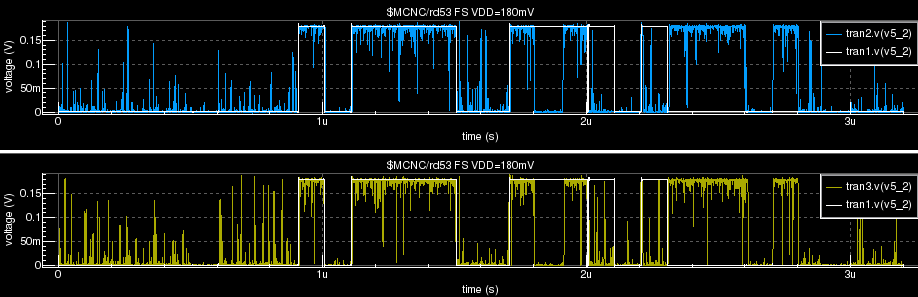 $MCNC/rd53 FS VDD=180mV
voltage (V)
0.15
0.1
50m
0
tran2.v(v5_2)
tran1.v(v5_2)
0 1u 2u 3u
time (s)
$MCNC/rd53 FS VDD=180mV
voltage (V)
0.15
0.1
50m
0
tran3.v(v5_2)
tran1.v(v5_2)
0 1u 2u 3u
time (s)